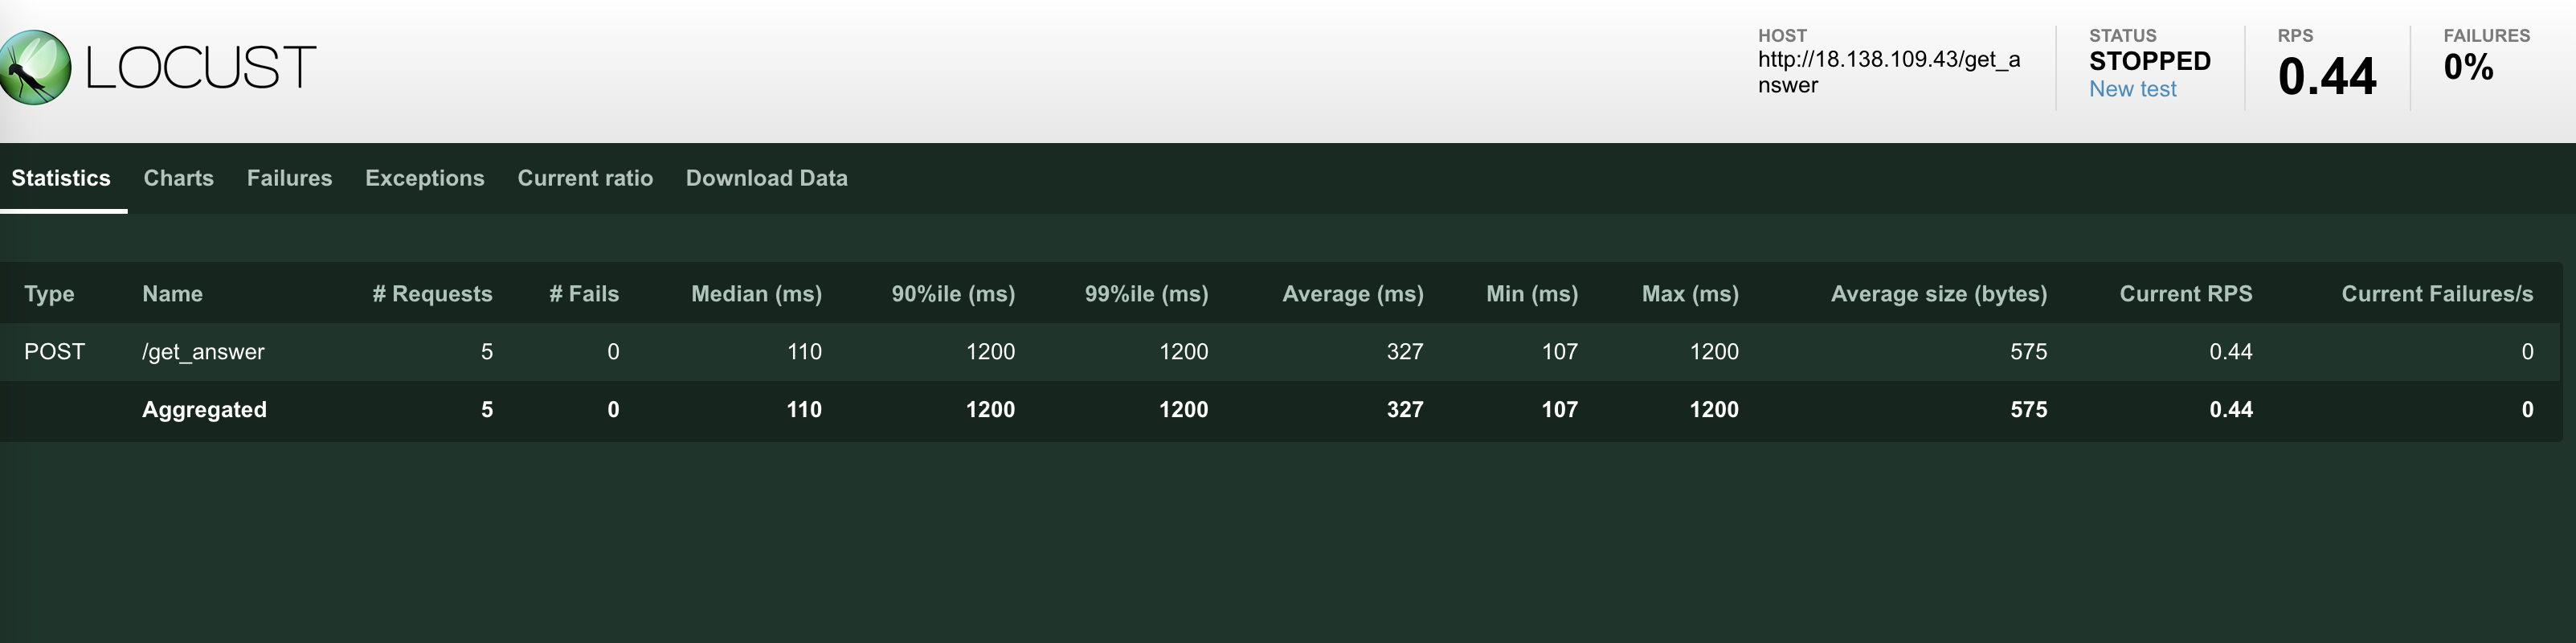 LOCUST
HOST
http://18.138.109.43/get_a
nswer
STATUS
STOPPED
New test
RPS
0.44
FAILURES
0%
Statistics Charts Failures Exceptions Current ratio Download Data
Type Name # Requests # Fails Median (ms) 90%ile (ms) 99%ile (ms) Average (ms) Min (ms) Max (ms) Average size (bytes) Current RPS Current Failures/s
POST /get_answer 5 0 110 1200 1200 327 107 1200 575 0.44 0
Aggregated 5 0 110 1200 1200 327 107 1200 575 0.44 0